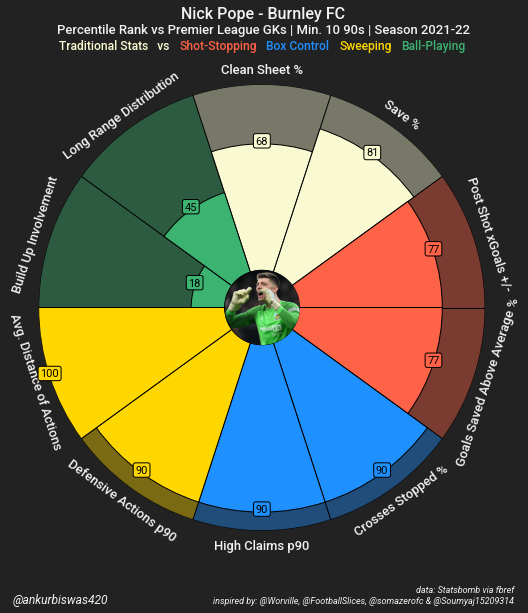 Nick Pope - Burnley FC
Percentile Rank vs Premier League GKs | Min. 10 90s | Season 2021-22
Traditional Stats vs Shot-Stopping Box Control Sweeping Ball-Playing
Clean Sheet %
Save %
Post Shot xGoals +/-
Goals Saved Above Average %
Crosses Stopped %
High Claims p90
Defensive Actions p90
Avg. Distance of Actions
Build Up Involvement
Long Range Distribution
68
81
77
77
90
90
90
100
18
45
data: Statsbomb via fbref
@ankurbiswas420
inspired by: @Worville, @FootballSlices, @somazerofc & @Soumyaj15209314